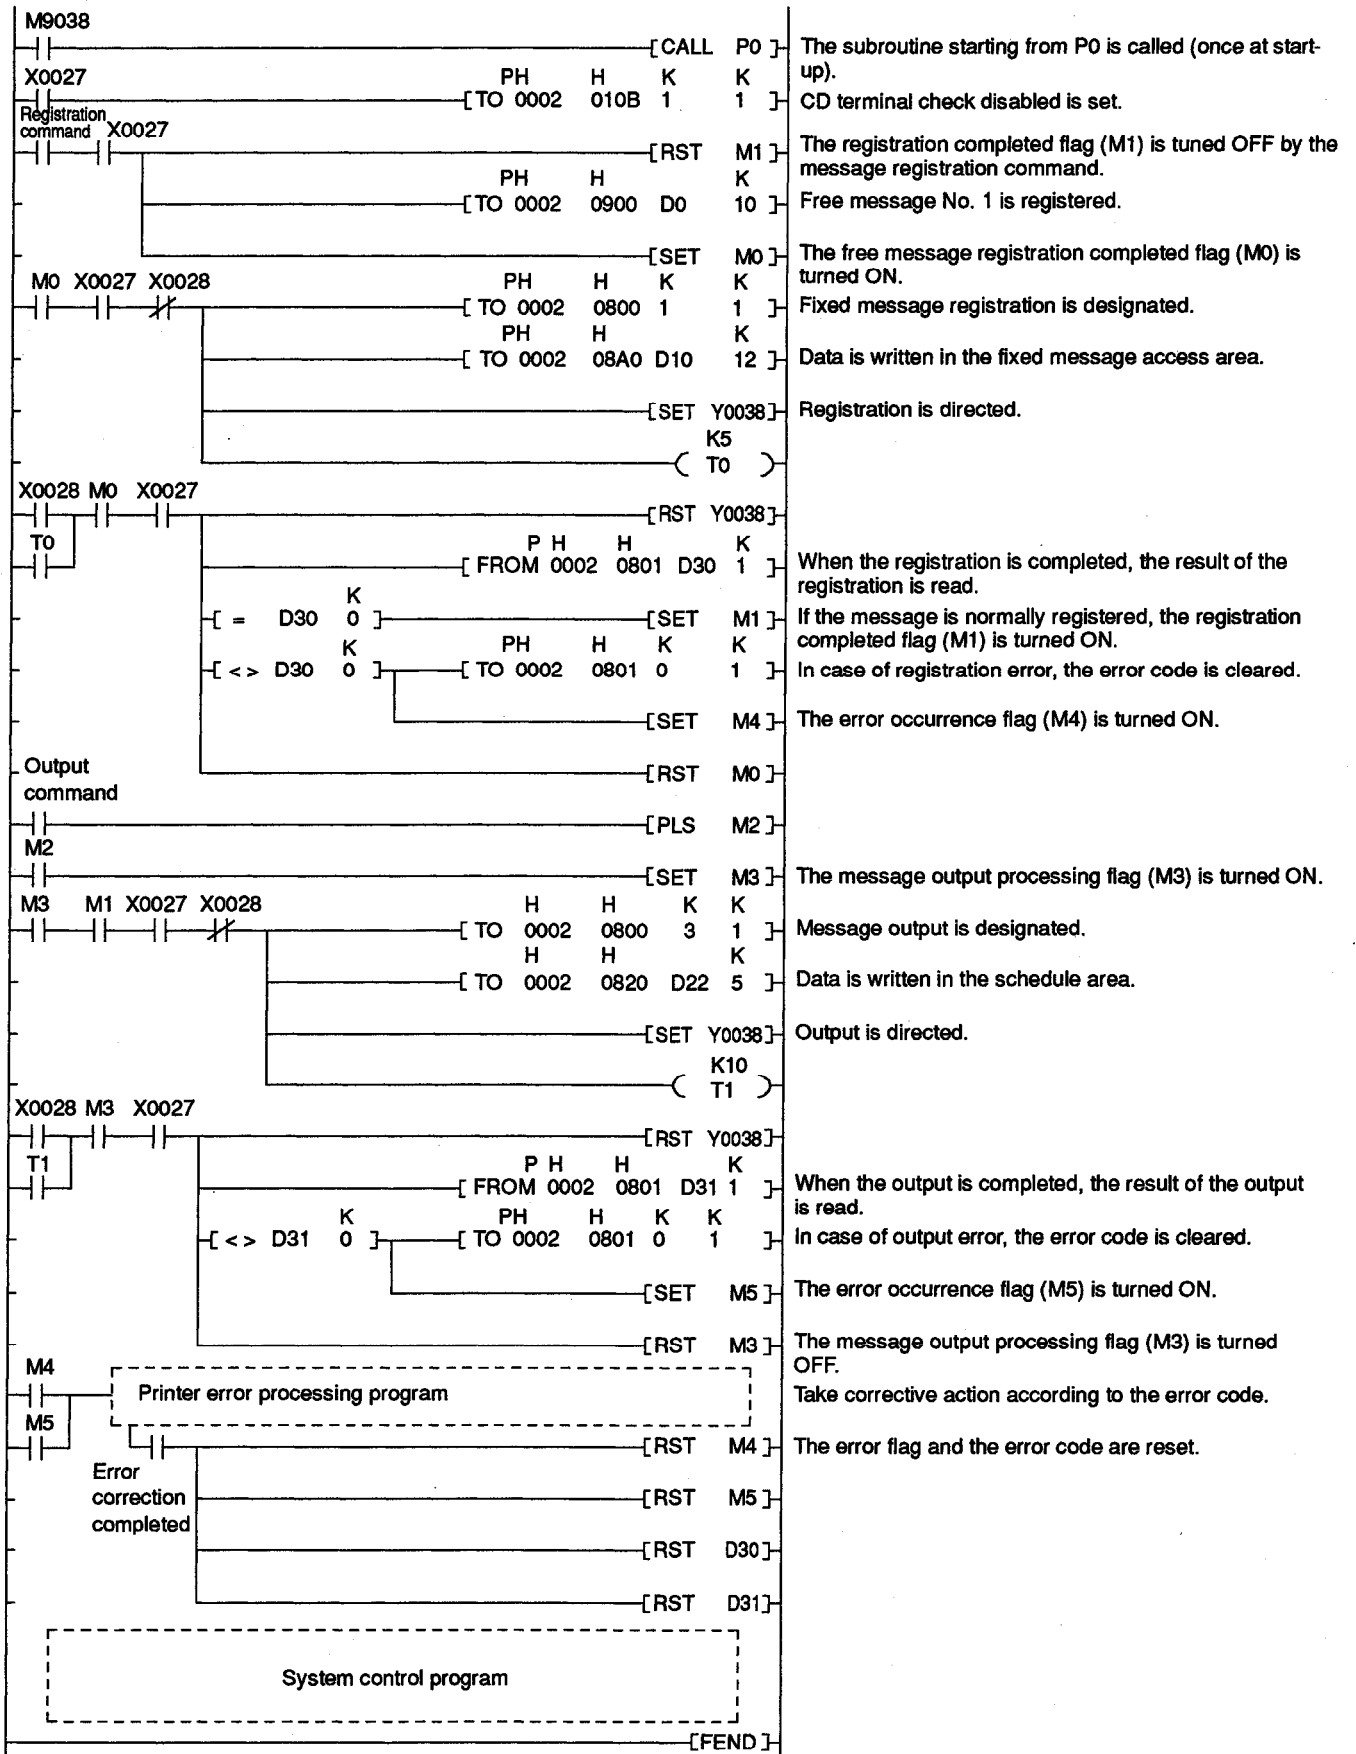 M9038
[CALL P0] The subroutine starting from P0 is called (once at start-
up).
X0027 PH H K K
[TO 0002 010B 1 1] CD terminal check disabled is set.
Registration
command X0027
[RST M1] The registration completed flag (M1) is tuned OFF by the
message registration command.
PH H K
[TO 0002 0900 D0 10] Free message No. 1 is registered.
[SET M0] The free message registration completed flag (M0) is
turned ON.
M0 X0027 X0028 PH H K K
[TO 0002 0800 1 1] Fixed message registration is designated.
PH H K
[TO 0002 08A0 D10 12] Data is written in the fixed message access area.
[SET Y0038] Registration is directed.
K5
(T0)
X0028 M0 X0027
[RST Y0038]
T0 P H H K
[FROM 0002 0801 D30 1] When the registration is completed, the result of the
registration is read.
K
[= D30 0] [SET M1] If the message is normally registered, the registration
completed flag (M1) is turned ON.
K PH H K K
[<> D30 0] [TO 0002 0801 0 1] In case of registration error, the error code is cleared.
[SET M4] The error occurrence flag (M4) is turned ON.
[RST M0]
Output
command
[PLS M2]
M2
[SET M3] The message output processing flag (M3) is turned ON.
M3 M1 X0027 X0028 H H K K
[TO 0002 0800 3 1] Message output is designated.
H H K
[TO 0002 0820 D22 5] Data is written in the schedule area.
[SET Y0038] Output is directed.
K10
(T1)
X0028 M3 X0027
[RST Y0038]
T1 P H H K
[FROM 0002 0801 D31 1] When the output is completed, the result of the output
is read.
K PH H K K
[<> D31 0] [TO 0002 0801 0 1] In case of output error, the error code is cleared.
[SET M5] The error occurrence flag (M5) is turned ON.
[RST M3] The message output processing flag (M3) is turned
OFF.
M4
Printer error processing program Take corrective action according to the error code.
M5
[RST M4] The error flag and the error code are reset.
Error
correction
completed
[RST M5]
[RST D30]
[RST D31]
System control program
[FEND]